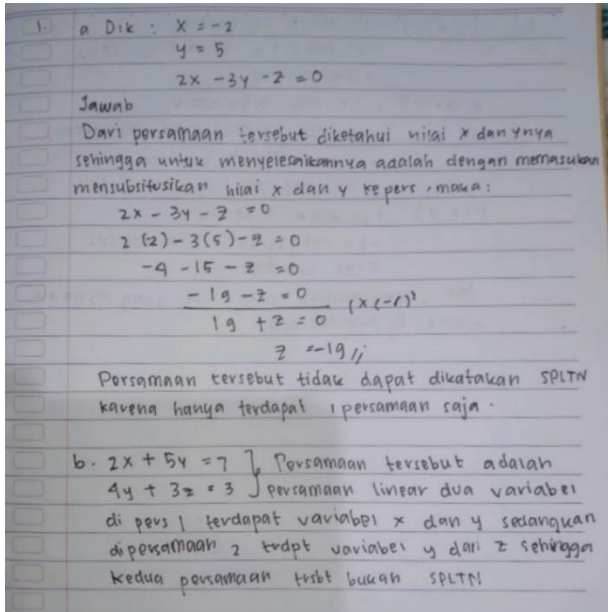 1. a Dik : x = -2
y = 5
2x - 3y - z = 0
Jawab
Dari persamaan tersebut diketahui nilai x dan ynya
sehingga untuk menyelesaikannya adalah dengan memasukan
mensubsitusikan nilai x dan y ke pers, maka :
2x - 3y - z = 0
2 (-2) - 3(5) - z = 0
-4 - 15 - z = 0
- 19 - z = 0 (x (-1))
19 + z = 0
z = -19 //
Persamaan tersebut tidak dapat dikatakan SPLTN
karena hanya terdapat 1 persamaan saja.
b. 2x + 5y = 7 } Persamaan tersebut adalah
4y + 3z = 3 } persamaan linear dua variabel
di pers 1 terdapat variabel x dan y sedangkan
di persamaan 2 trdpt variabel y dan z sehingga
kedua persamaan trsbt bukan SPLTN